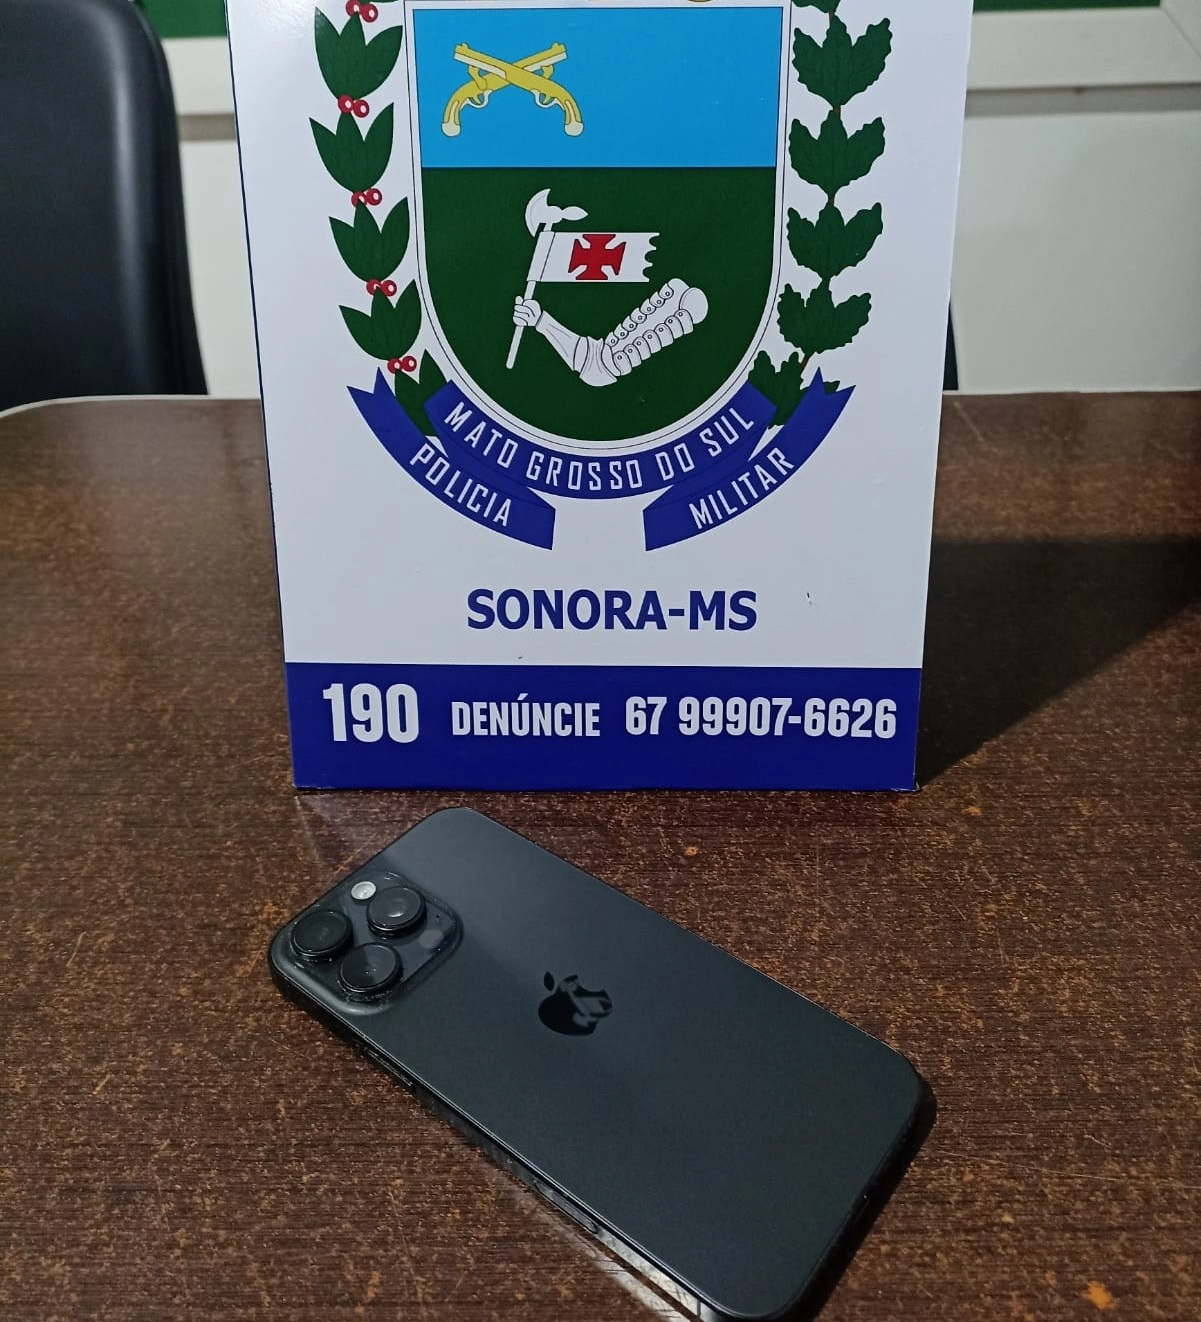 MATO GROSSO DO SUL
POLICIA MILITAR
SONORA-MS
190 DENÚNCIE 67 99907-6626